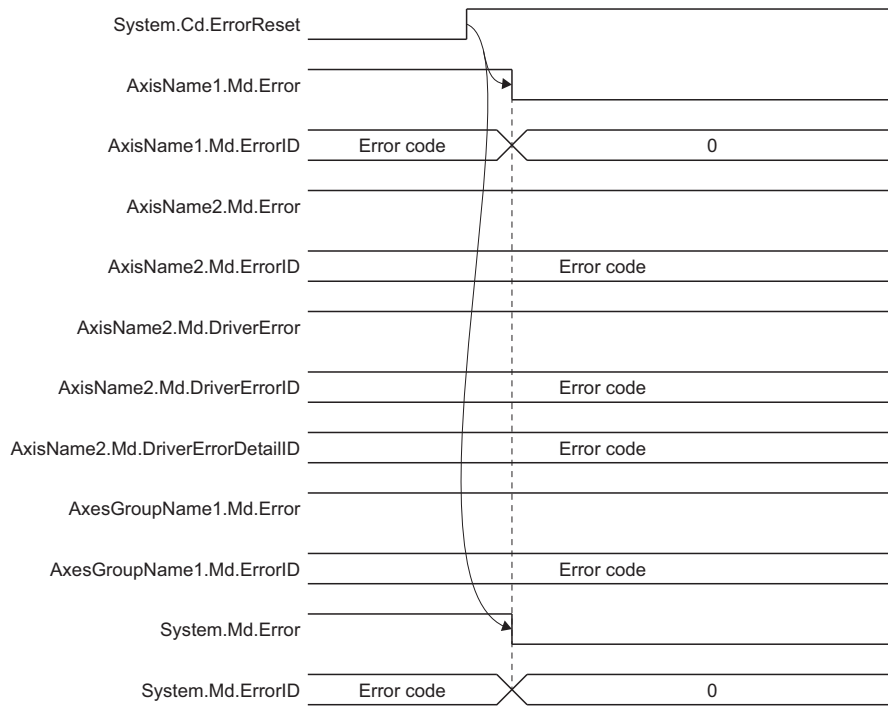 System.Cd.ErrorReset
AxisName1.Md.Error
AxisName1.Md.ErrorID Error code 0
AxisName2.Md.Error
AxisName2.Md.ErrorID Error code
AxisName2.Md.DriverError
AxisName2.Md.DriverErrorID Error code
AxisName2.Md.DriverErrorDetailID Error code
AxesGroupName1.Md.Error
AxesGroupName1.Md.ErrorID Error code
System.Md.Error
System.Md.ErrorID Error code 0